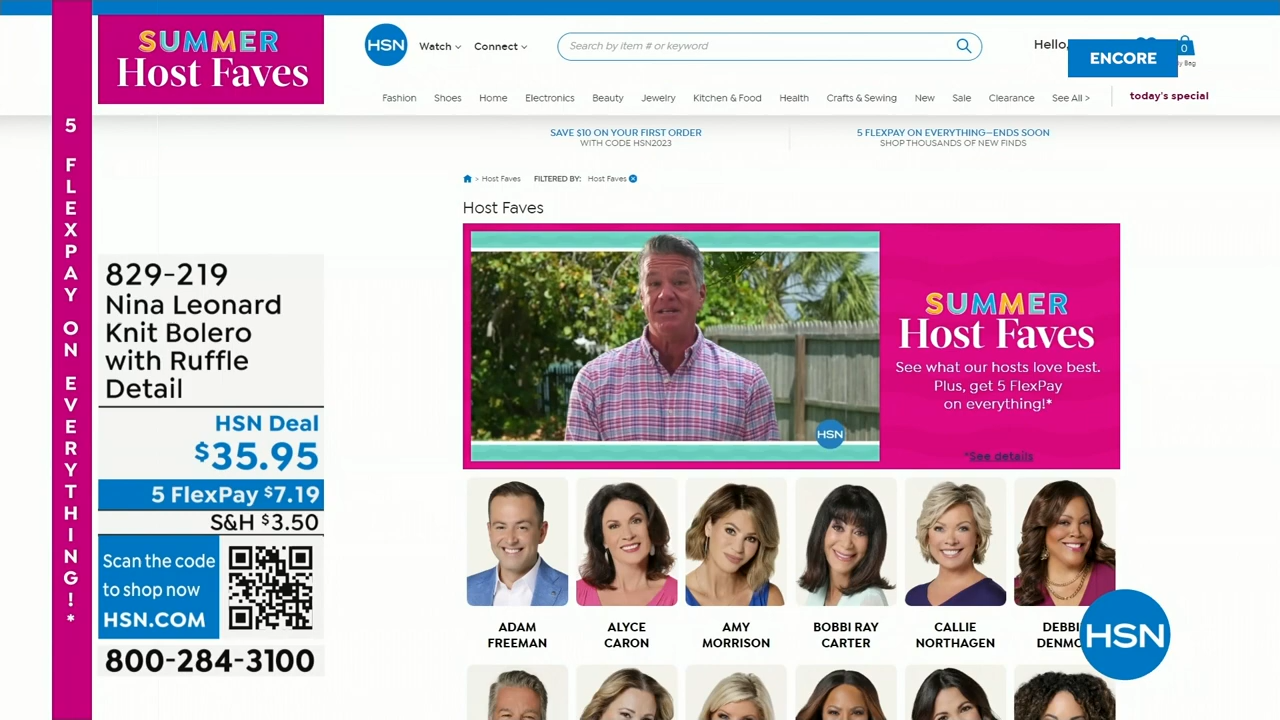 5 FLEXPAY ON EVERYTHING!*
SUMMER
Host Faves
HSN
Watch
Connect
Search by item # or keyword
Hello,
ENCORE
0
Bag
Fashion
Shoes
Home
Electronics
Beauty
Jewelry
Kitchen & Food
Health
Crafts & Sewing
New
Sale
Clearance
See All >
today's special
SAVE $10 ON YOUR FIRST ORDER
WITH CODE HSN2023
5 FLEXPAY ON EVERYTHING—ENDS SOON
SHOP THOUSANDS OF NEW FINDS
> Host Faves
FILTERED BY: Host Faves
Host Faves
829-219
Nina Leonard
Knit Bolero
with Ruffle
Detail
HSN Deal
$35.95
5 FlexPay $7.19
S&H $3.50
Scan the code
to shop now
HSN.COM
800-284-3100
HSN
SUMMER
Host Faves
See what our hosts love best.
Plus, get 5 FlexPay
on everything!*
*See details
ADAM
FREEMAN
ALYCE
CARON
AMY
MORRISON
BOBBI RAY
CARTER
CALLIE
NORTHAGEN
DEBBI
DENMO
HSN